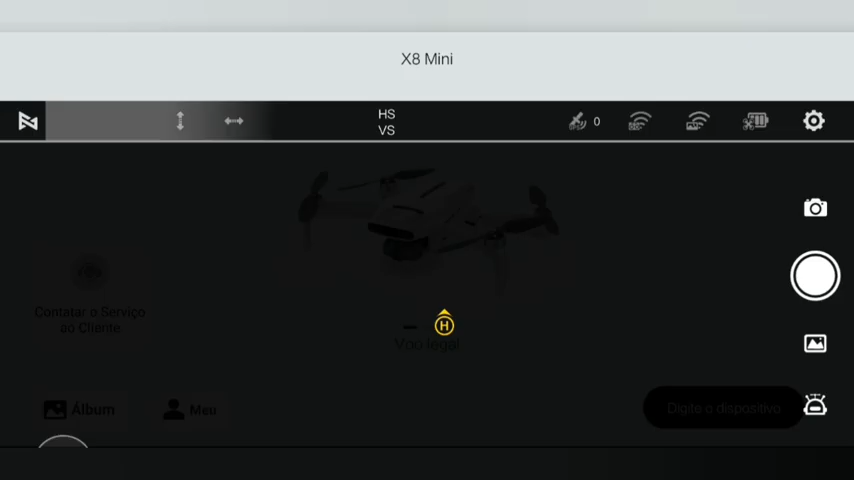 X8 Mini
HS
VS
0
Contatar o Serviço
ao Cliente
H
Voo legal
Álbum
Meu
Digite o dispositivo